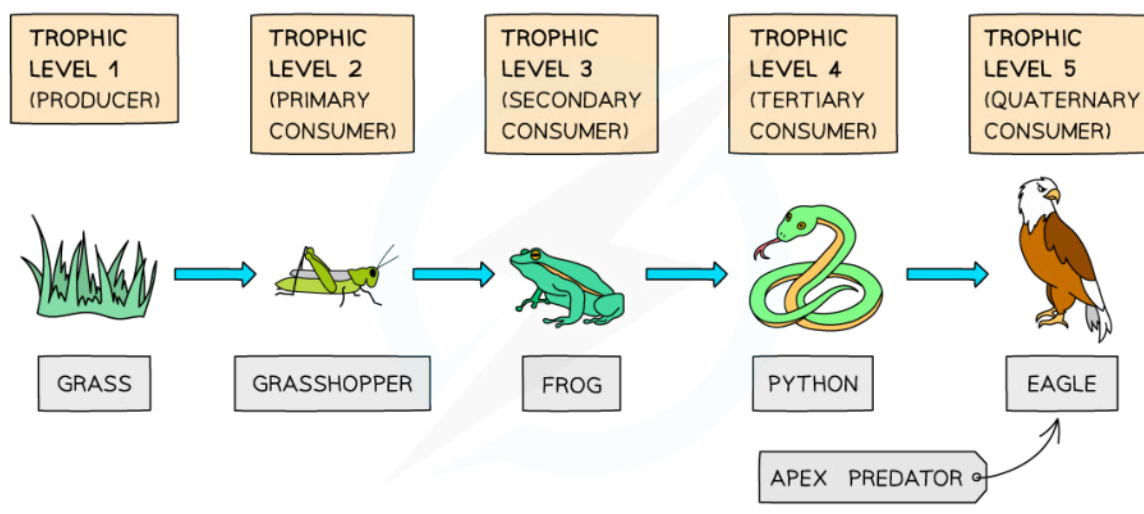 TROPHIC
LEVEL 1
(PRODUCER)
TROPHIC
LEVEL 2
(PRIMARY
CONSUMER)
TROPHIC
LEVEL 3
(SECONDARY
CONSUMER)
TROPHIC
LEVEL 4
(TERTIARY
CONSUMER)
TROPHIC
LEVEL 5
(QUATERNARY
CONSUMER)
GRASS
GRASSHOPPER
FROG
PYTHON
EAGLE
APEX PREDATOR